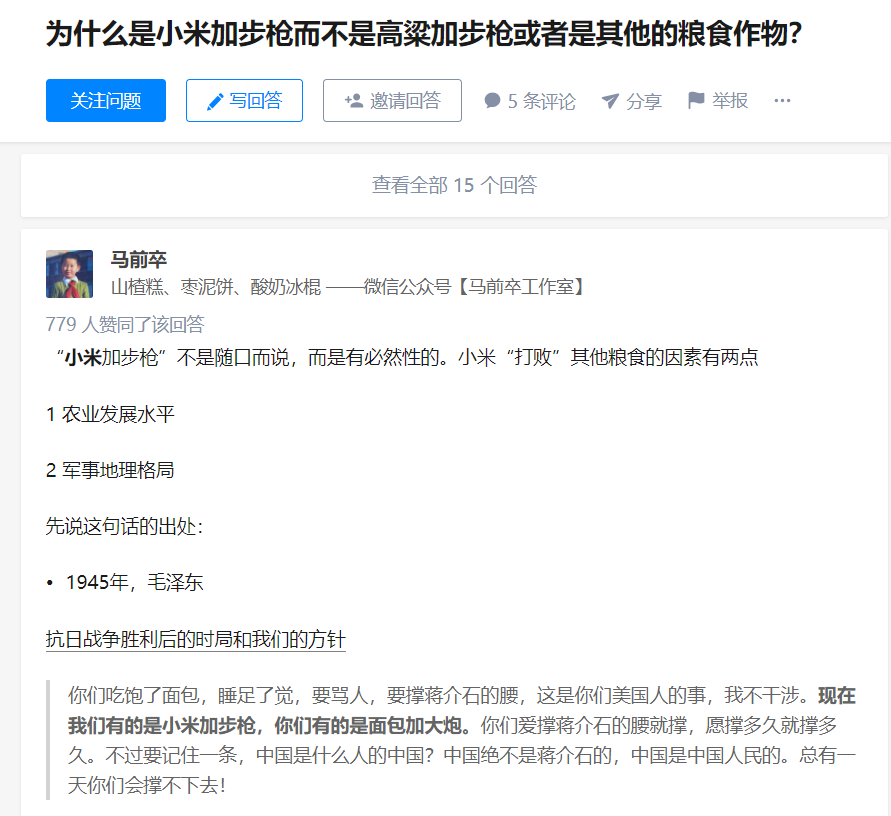 为什么是小米加步枪而不是高粱加步枪或者是其他的粮食作物?
关注问题 写回答 邀请回答 5 条评论 分享 举报 ···
查看全部 15 个回答
马前卒
山楂糕、枣泥饼、酸奶冰棍 ——微信公众号【马前卒工作室】
779 人赞同了该回答
“小米加步枪”不是随口而说，而是有必然性的。小米“打败”其他粮食的因素有两点
1 农业发展水平
2 军事地理格局
先说这句话的出处：
• 1945年，毛泽东
抗日战争胜利后的时局和我们的方针
你们吃饱了面包，睡足了觉，要骂人，要撑蒋介石的腰，这是你们美国人的事，我不干涉。现在
我们有的是小米加步枪，你们有的是面包加大炮。你们爱撑蒋介石的腰就撑，愿撑多久就撑多
久。不过要记住一条，中国是什么人的中国？中国绝不是蒋介石的，中国是中国人民的。总有一
天你们会撑不下去！